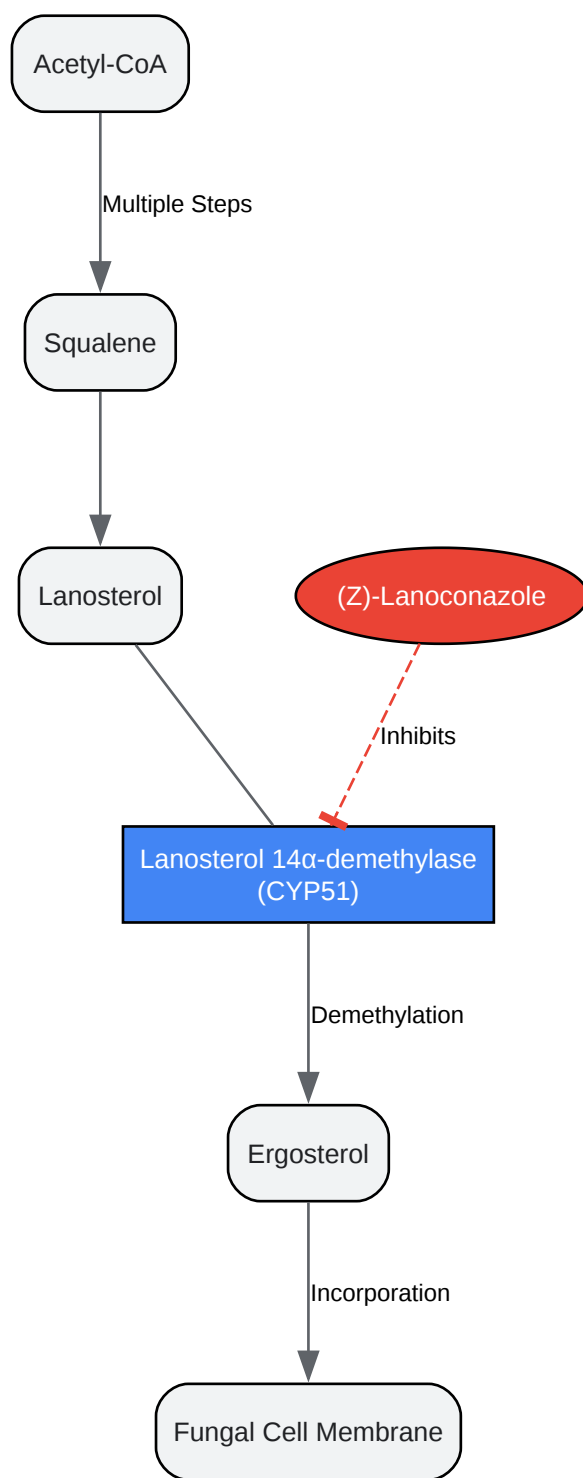 Acetyl-CoA
Multiple Steps
Squalene
Lanosterol
(Z)-Lanoconazole
Inhibits
Lanosterol 14α-demethylase
(CYP51)
Demethylation
Ergosterol
Incorporation
Fungal Cell Membrane